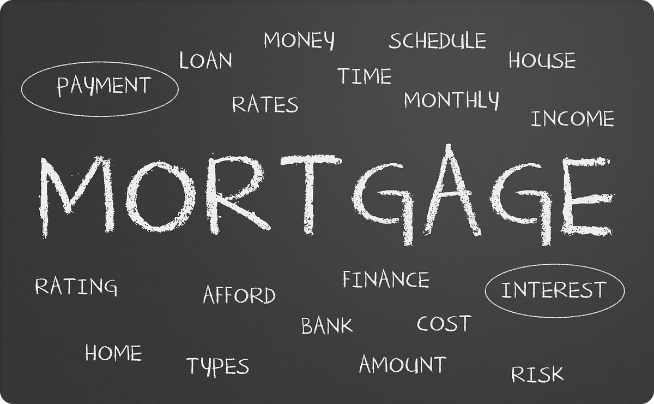 MONEY
SCHEDULE
LOAN
HOUSE
PAYMENT
TIME
RATES
MONTHLY
INCOME
MORTGAGE
RATING
AFFORD
FINANCE
INTEREST
BANK
COST
HOME
TYPES
AMOUNT
RISK